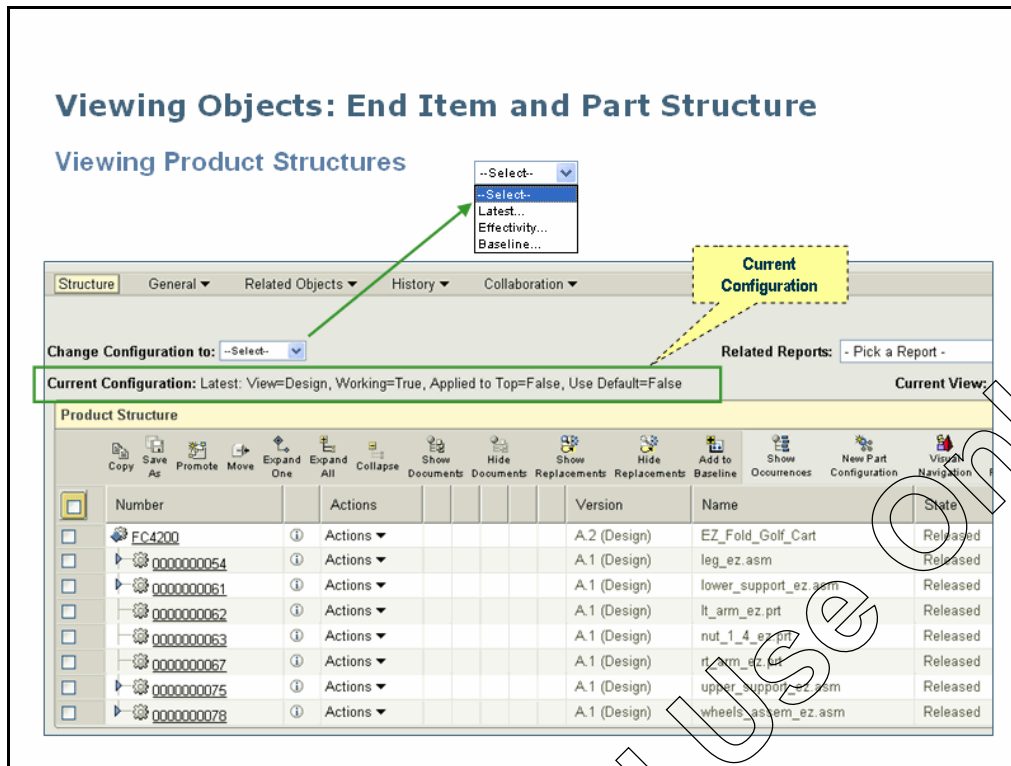 Viewing Objects: End Item and Part Structure
Viewing Product Structures
--Select--
--Select--
Latest...
Effectivity...
Baseline...
Current
Configuration
Structure General Related Objects History Collaboration
Change Configuration to: --Select-- Related Reports: - Pick a Report -
Current Configuration: Latest: View=Design, Working=True, Applied to Top=False, Use Default=False Current View:
Product Structure
Copy Save As Promote Move Expand One Expand All Collapse Show Documents Hide Documents Show Replacements Hide Replacements Add to Baseline Show Occurrences New Part Configuration Visual Navigation
Number Actions Version Name State
EC4200 Actions A.2 (Design) EZ_Fold_Golf_Cart Released
0000000054 Actions A.1 (Design) leg_ez.asm Released
0000000061 Actions A.1 (Design) lower_support_ez.asm Released
0000000062 Actions A.1 (Design) lt_arm_ez.prt Released
0000000063 Actions A.1 (Design) nut_1_4_ez.prt Released
0000000067 Actions A.1 (Design) rt_arm_ez.prt Released
0000000075 Actions A.1 (Design) upper_support_ez.asm Released
0000000078 Actions A.1 (Design) wheels_assem_ez.asm Released
Use On